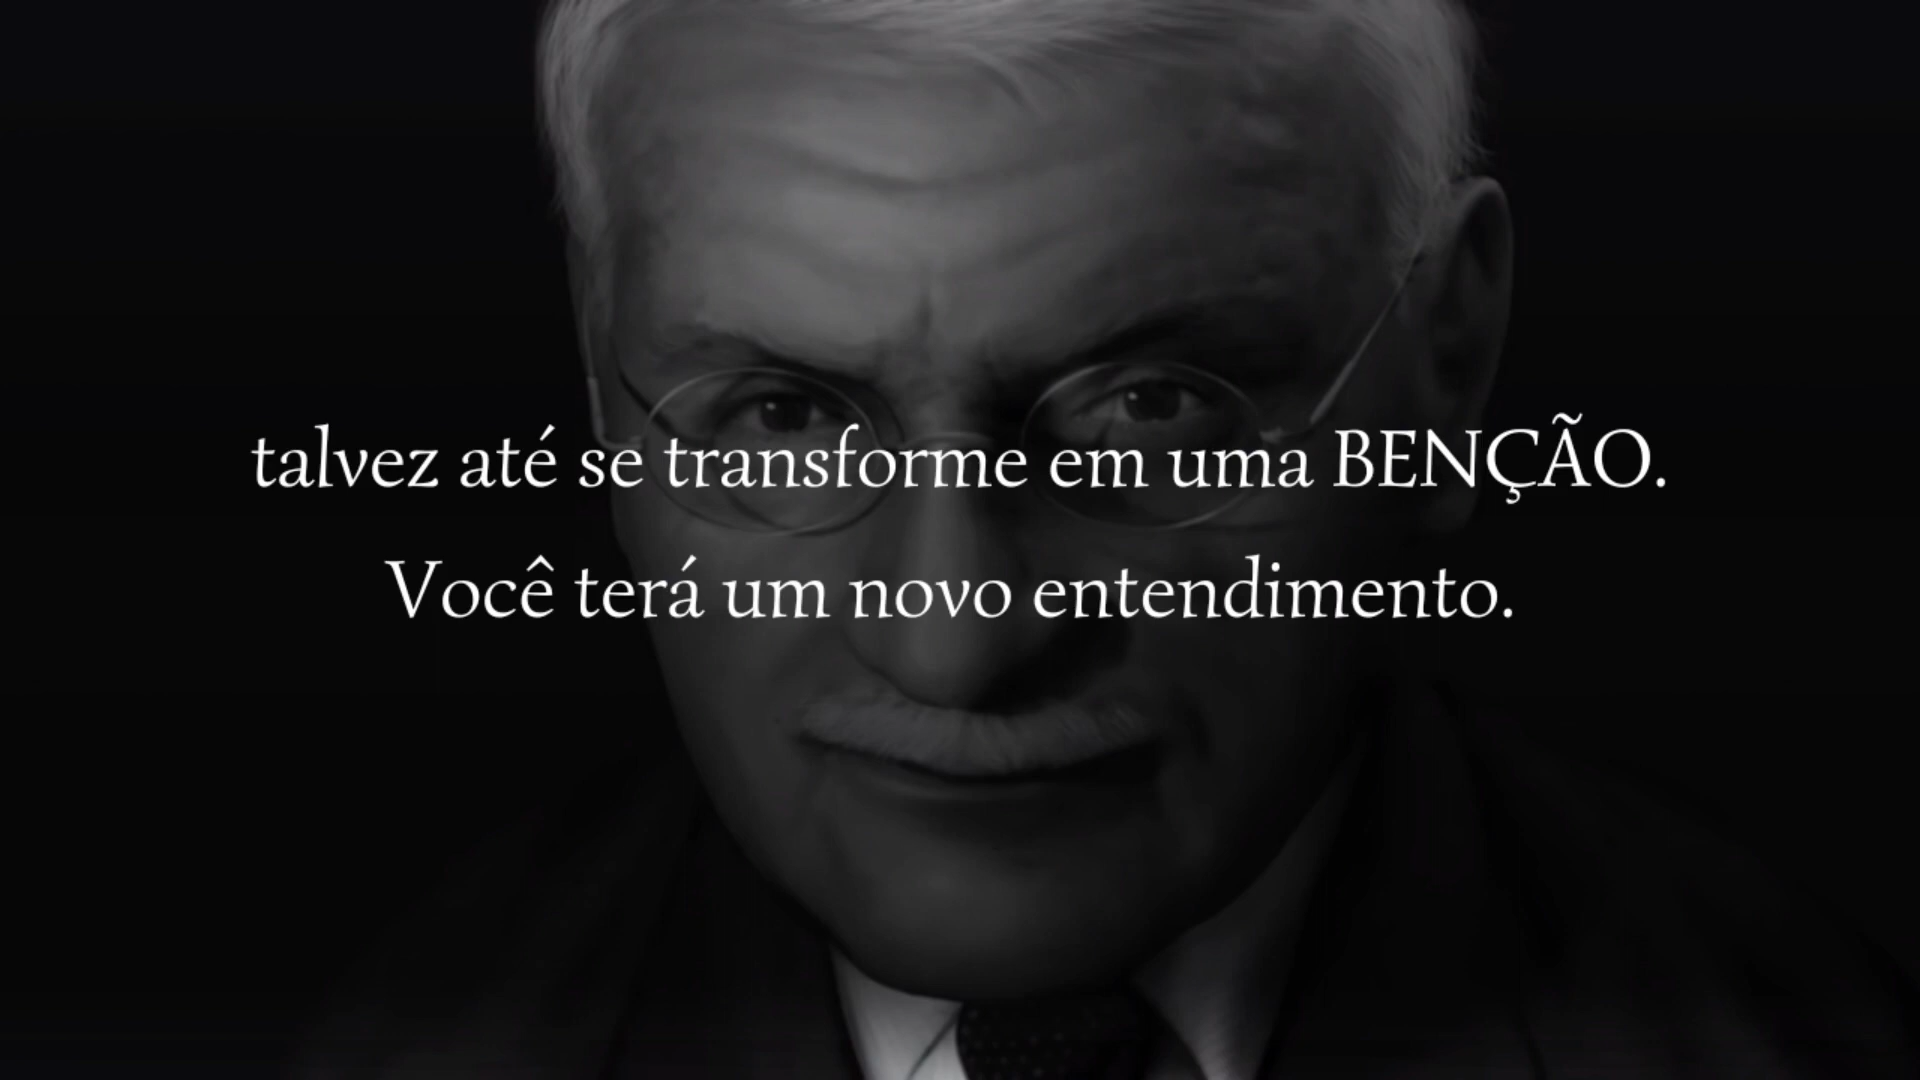 talvez até se transforme em uma BENÇÃO.
Você terá um novo entendimento.